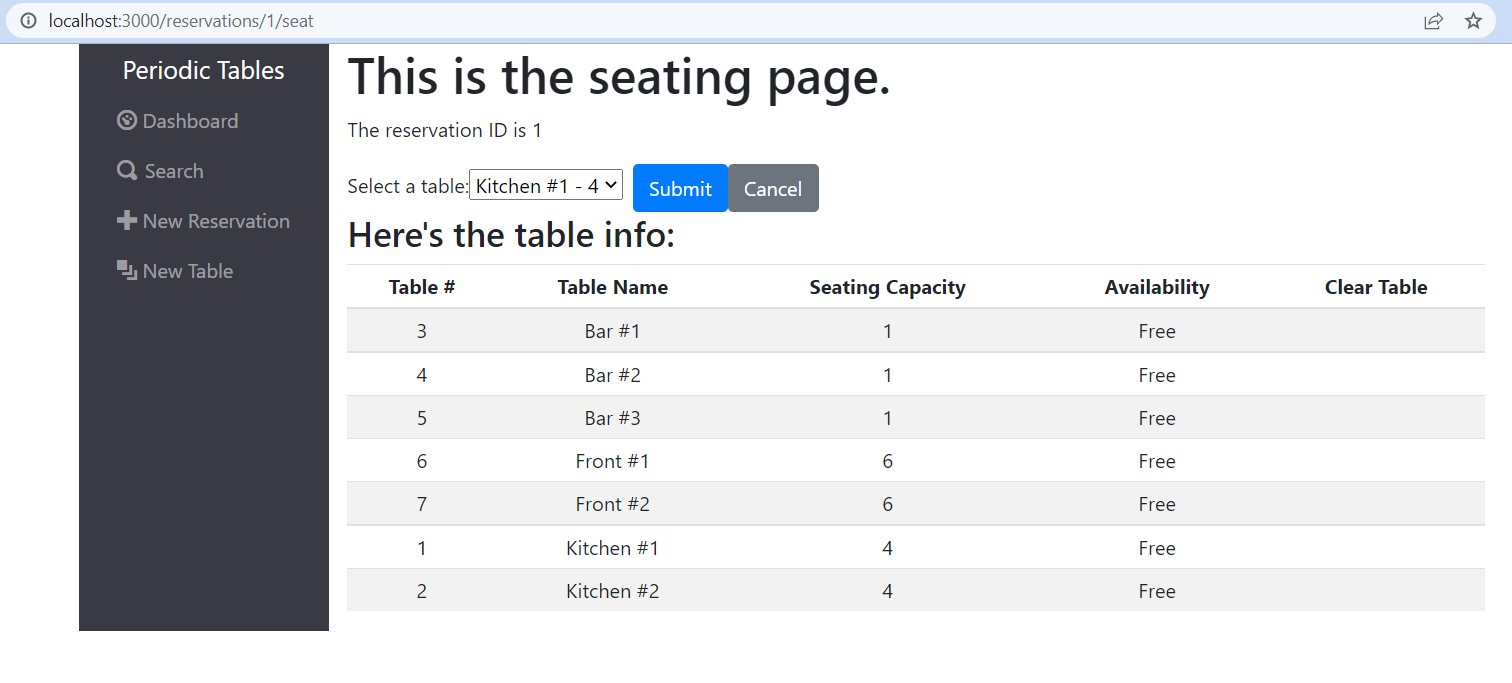 localhost:3000/reservations/1/seat
Periodic Tables
Dashboard
Search
New Reservation
New Table
This is the seating page.
The reservation ID is 1
Select a table: Kitchen #1 - 4 Submit Cancel
Here's the table info:
Table # Table Name Seating Capacity Availability Clear Table
3 Bar #1 1 Free
4 Bar #2 1 Free
5 Bar #3 1 Free
6 Front #1 6 Free
7 Front #2 6 Free
1 Kitchen #1 4 Free
2 Kitchen #2 4 Free